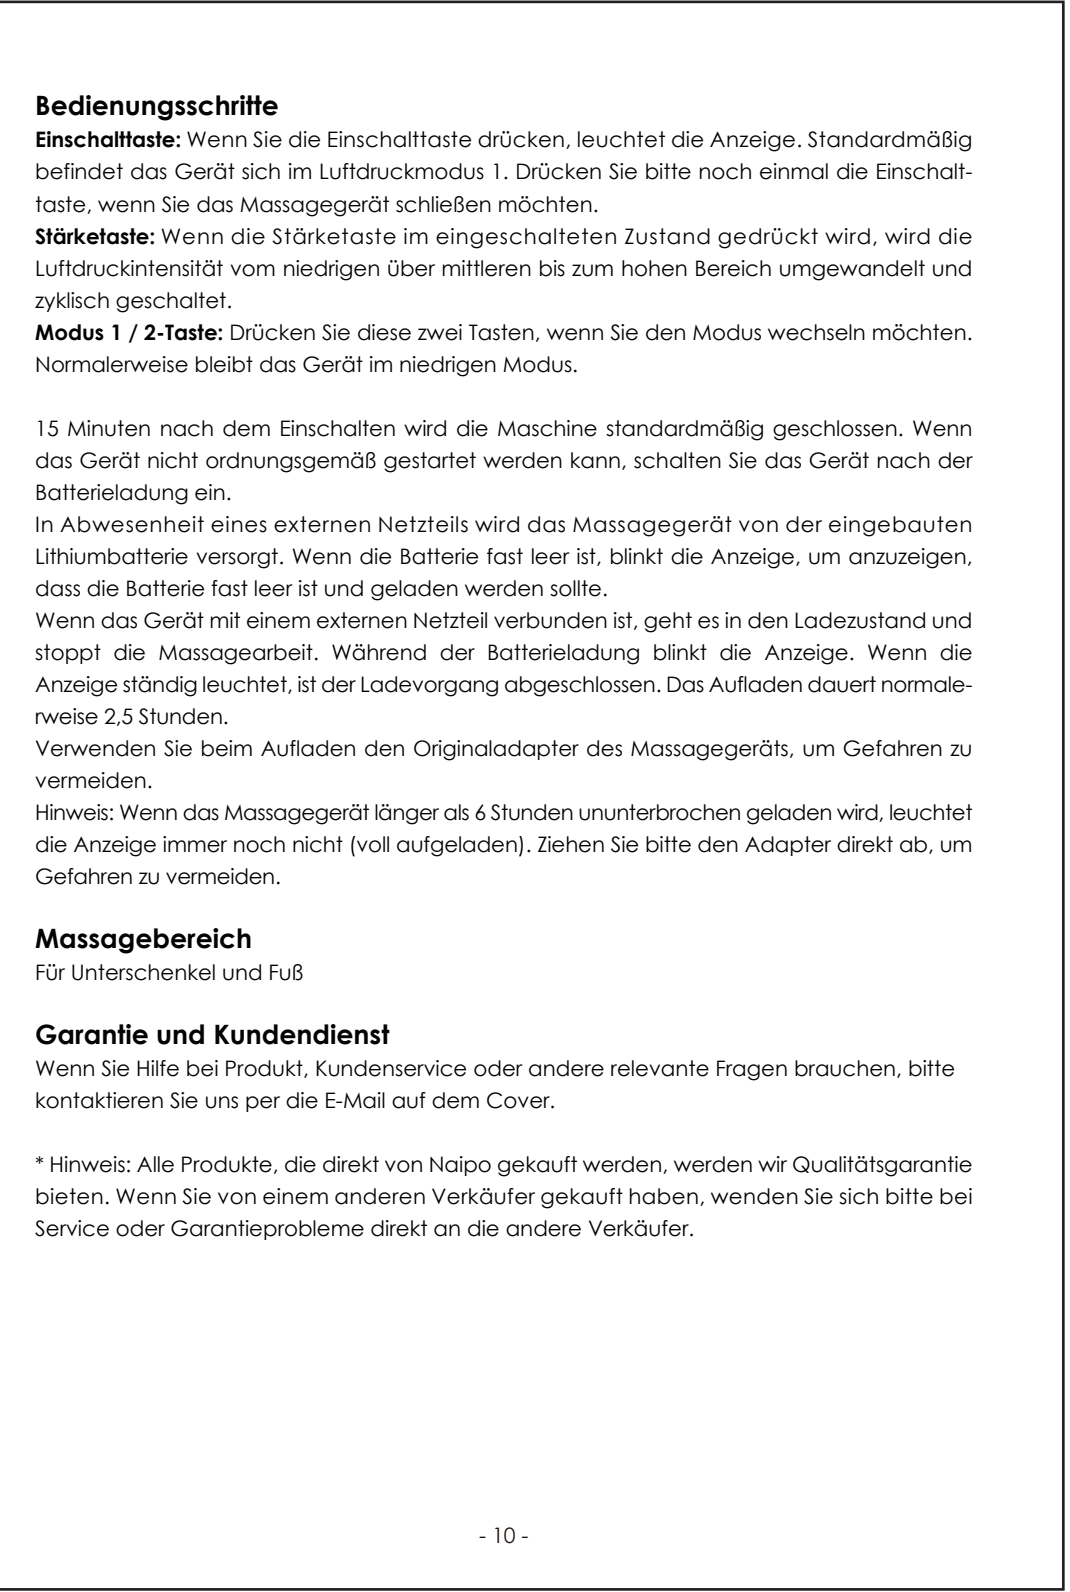 Bedienungsschritte
Einschalttaste: Wenn Sie die Einschalttaste drücken, leuchtet die Anzeige. Standardmäßig
befindet das Gerät sich im Luftdruckmodus 1. Drücken Sie bitte noch einmal die Einschalt-
taste, wenn Sie das Massagegerät schließen möchten.
Stärketaste: Wenn die Stärketaste im eingeschalteten Zustand gedrückt wird, wird die
Luftdruckintensität vom niedrigen über mittleren bis zum hohen Bereich umgewandelt und
zyklisch geschaltet.
Modus 1 / 2-Taste: Drücken Sie diese zwei Tasten, wenn Sie den Modus wechseln möchten.
Normalerweise bleibt das Gerät im niedrigen Modus.
15 Minuten nach dem Einschalten wird die Maschine standardmäßig geschlossen. Wenn
das Gerät nicht ordnungsgemäß gestartet werden kann, schalten Sie das Gerät nach der
Batterieladung ein.
In Abwesenheit eines externen Netzteils wird das Massagegerät von der eingebauten
Lithiumbatterie versorgt. Wenn die Batterie fast leer ist, blinkt die Anzeige, um anzuzeigen,
dass die Batterie fast leer ist und geladen werden sollte.
Wenn das Gerät mit einem externen Netzteil verbunden ist, geht es in den Ladezustand und
stoppt die Massagearbeit. Während der Batterieladung blinkt die Anzeige. Wenn die
Anzeige ständig leuchtet, ist der Ladevorgang abgeschlossen. Das Aufladen dauert normale-
rweise 2,5 Stunden.
Verwenden Sie beim Aufladen den Originaladapter des Massagegeräts, um Gefahren zu
vermeiden.
Hinweis: Wenn das Massagegerät länger als 6 Stunden ununterbrochen geladen wird, leuchtet
die Anzeige immer noch nicht (voll aufgeladen). Ziehen Sie bitte den Adapter direkt ab, um
Gefahren zu vermeiden.
Massagebereich
Für Unterschenkel und Fuß
Garantie und Kundendienst
Wenn Sie Hilfe bei Produkt, Kundenservice oder andere relevante Fragen brauchen, bitte
kontaktieren Sie uns per die E-Mail auf dem Cover.
* Hinweis: Alle Produkte, die direkt von Naipo gekauft werden, werden wir Qualitätsgarantie
bieten. Wenn Sie von einem anderen Verkäufer gekauft haben, wenden Sie sich bitte bei
Service oder Garantieprobleme direkt an die andere Verkäufer.
- 10 -